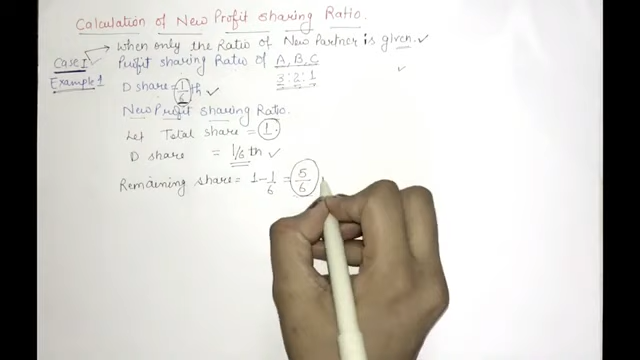 Calculation of New Profit sharing Ratio.
Case I When only the Ratio of New Partner is given. ✓
Profit sharing Ratio of A, B, C
Example 1 3:2:1
D share = 1/6 th ✓
New Profit sharing Ratio.
Let Total share = 1.
D share = 1/6 th ✓
Remaining share = 1 - 1/6 = 5/6